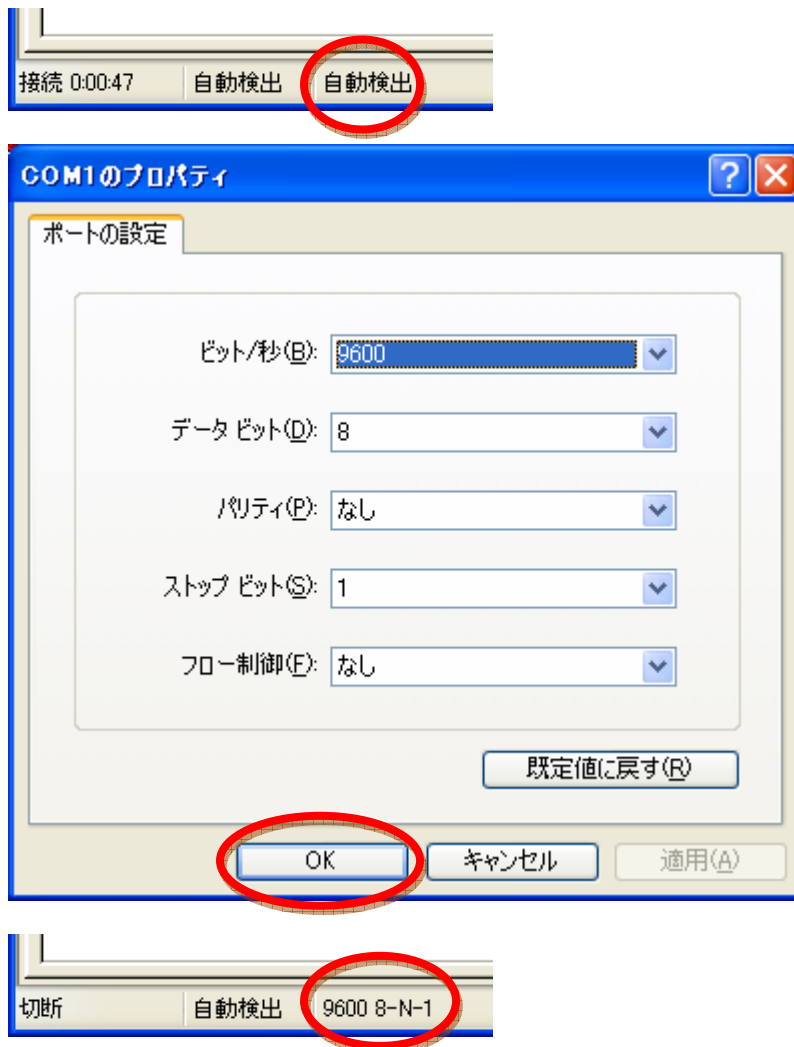 接続 0:00:47 自動検出 自動検出
COM1のプロパティ
ポートの設定
ビット/秒(B): 9600
データ ビット(D): 8
パリティ(P): なし
ストップ ビット(S): 1
フロー制御(F): なし
既定値に戻す(R)
OK キャンセル 適用(A)
切断 自動検出 9600 8-N-1